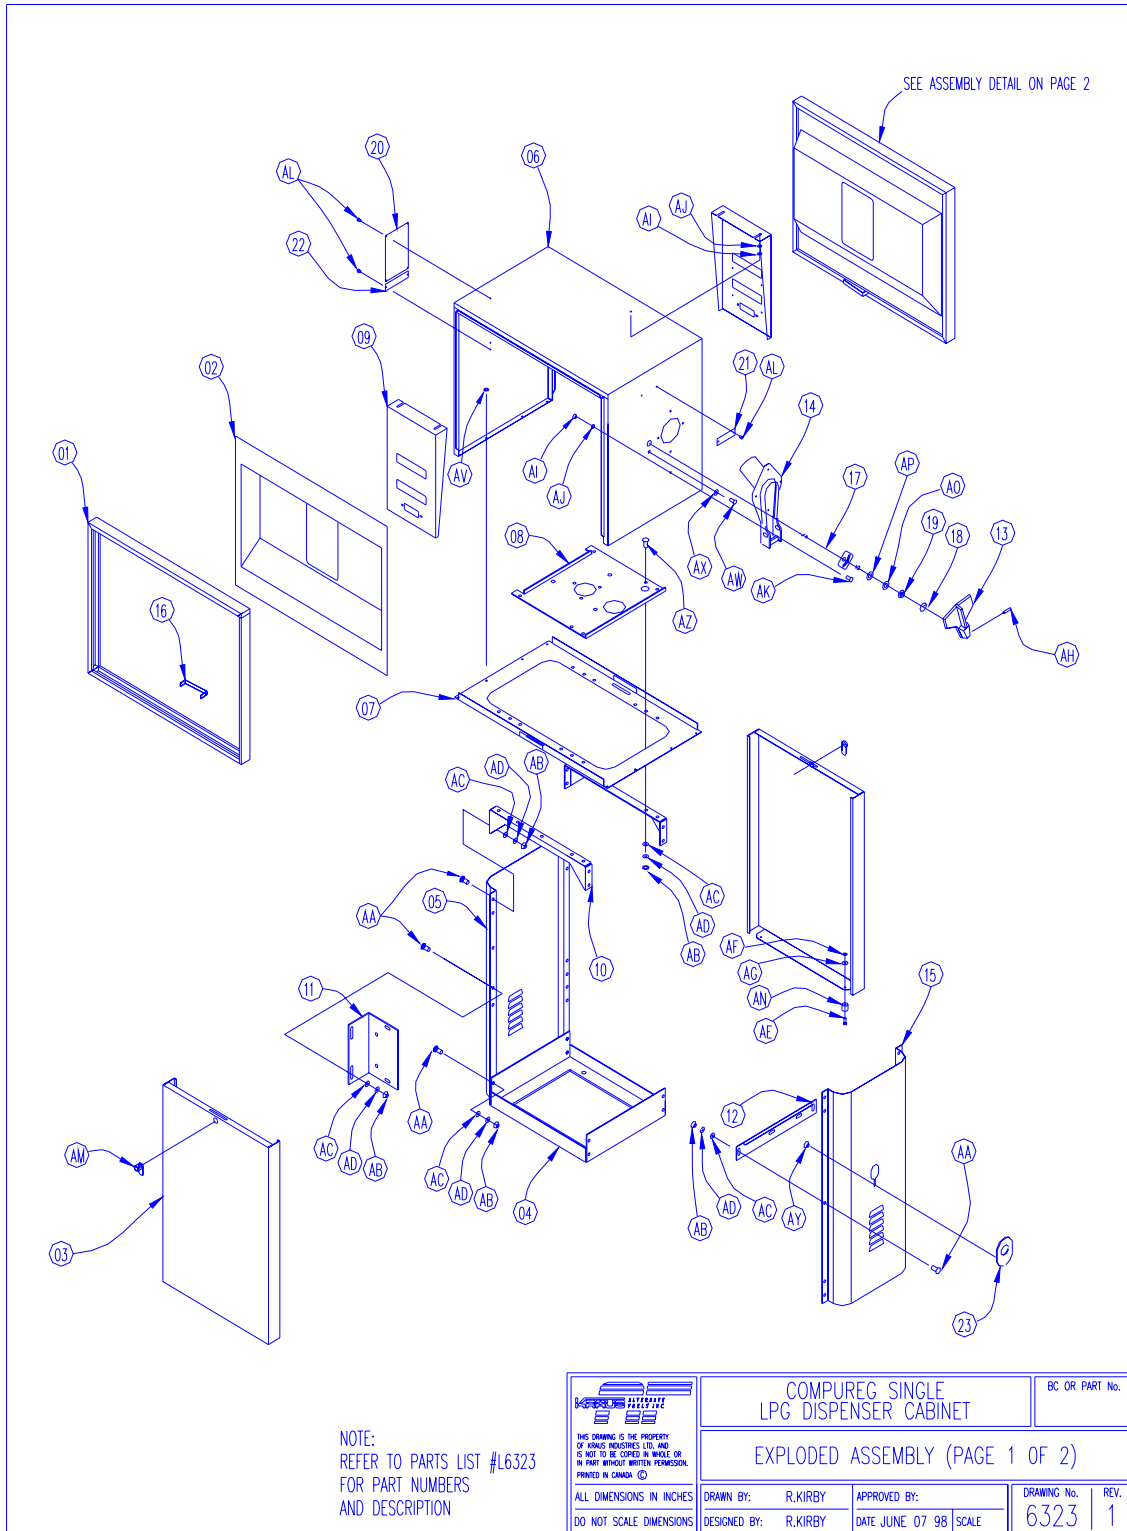 SEE ASSEMBLY DETAIL ON PAGE 2
20
06
AL
AJ
AI
22
09
02
21
AL
14
01
AV
AI
AJ
AP
17
AO
19
18
13
08
AX
AW
AK
16
AZ
AH
07
AB
AD
AC
AC
AA
05
AD
AB
AF
10
AG
15
11
AN
AE
12
AA
AC
AD
AB
AM
AC
AD
AB
04
AB
AD
AC
AY
AA
03
23
NOTE:
REFER TO PARTS LIST #L6323
FOR PART NUMBERS
AND DESCRIPTION
KRAUS ALTERNATE FUELS INC
THIS DRAWING IS THE PROPERTY
OF KRAUS INDUSTRIES LTD. AND
IS NOT TO BE COPIED IN WHOLE OR
IN PART WITHOUT WRITTEN PERMISSION.
PRINTED IN CANADA ©
COMPUREG SINGLE
LPG DISPENSER CABINET
BC OR PART No.
EXPLODED ASSEMBLY (PAGE 1 OF 2)
ALL DIMENSIONS IN INCHES
DO NOT SCALE DIMENSIONS
DRAWN BY: R.KIRBY
APPROVED BY:
DESIGNED BY: R.KIRBY
DATE JUNE 07 98
SCALE
DRAWING No.
6323
REV.
1